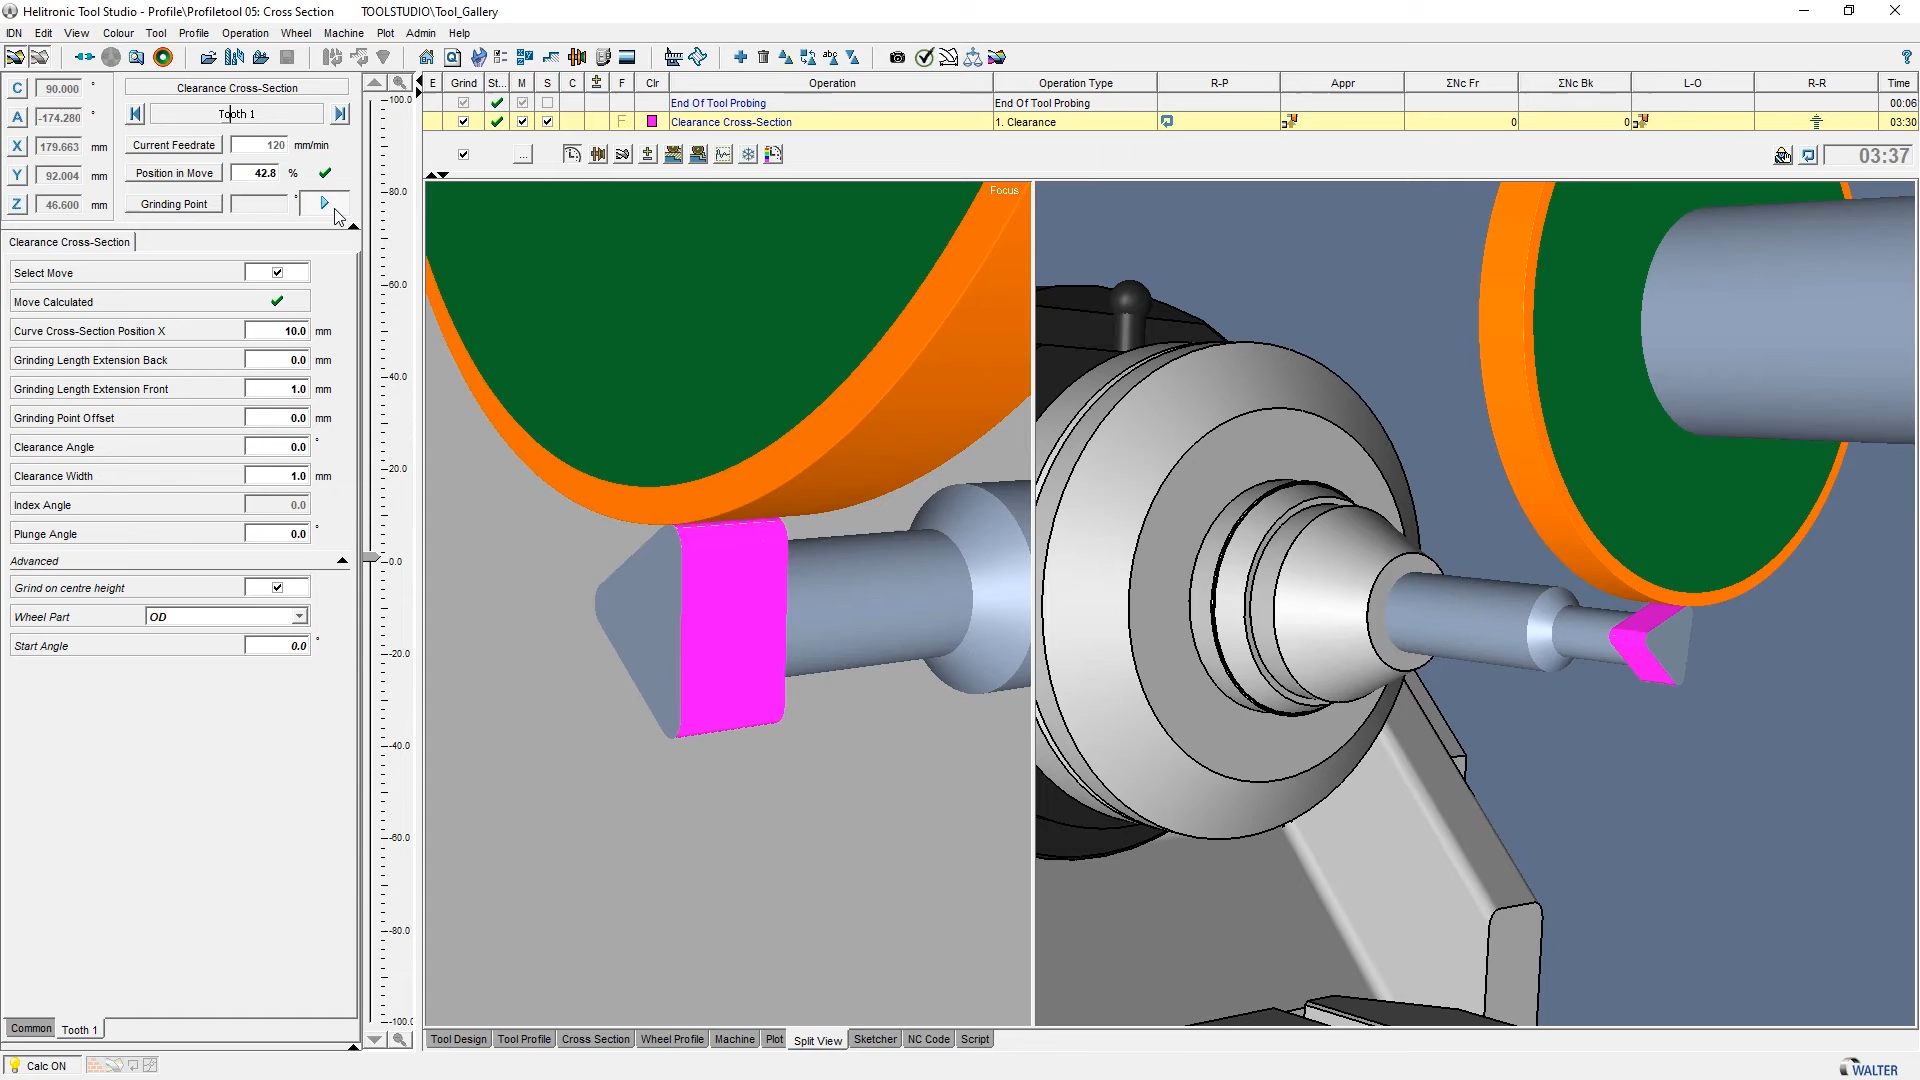 Helitronic Tool Studio - Profile\Profiletool 05: Cross Section TOOLSTUDIO\Tool_Gallery
IDN Edit View Colour Tool Profile Operation Wheel Machine Plot Admin Help
C 90.000 °
A -174.280 °
X 179.663 mm
Y 92.004 mm
Z 46.600 mm
Clearance Cross-Section
Tooth 1
Current Feedrate 120 mm/min
Position in Move 42.8 %
Grinding Point °
E Grind St... M S C F Clr Operation Operation Type R-P Appr ΣNc Fr ΣNc Bk L-O R-R Time
End Of Tool Probing End Of Tool Probing 00:06
F Clearance Cross-Section 1. Clearance 0 0 03:30
... 03:37
Clearance Cross-Section
Select Move
Move Calculated
Curve Cross-Section Position X 10.0 mm
Grinding Length Extension Back 0.0 mm
Grinding Length Extension Front 1.0 mm
Grinding Point Offset 0.0 mm
Clearance Angle 0.0 °
Clearance Width 1.0 mm
Index Angle 0.0
Plunge Angle 0.0 °
Advanced
Grind on centre height
Wheel Part OD
Start Angle 0.0 °
100.0
80.0
60.0
40.0
20.0
0.0
-20.0
-40.0
-60.0
-80.0
-100.0
Focus
Common Tooth 1
Tool Design Tool Profile Cross Section Wheel Profile Machine Plot Split View Sketcher NC Code Script
Calc ON
WALTER